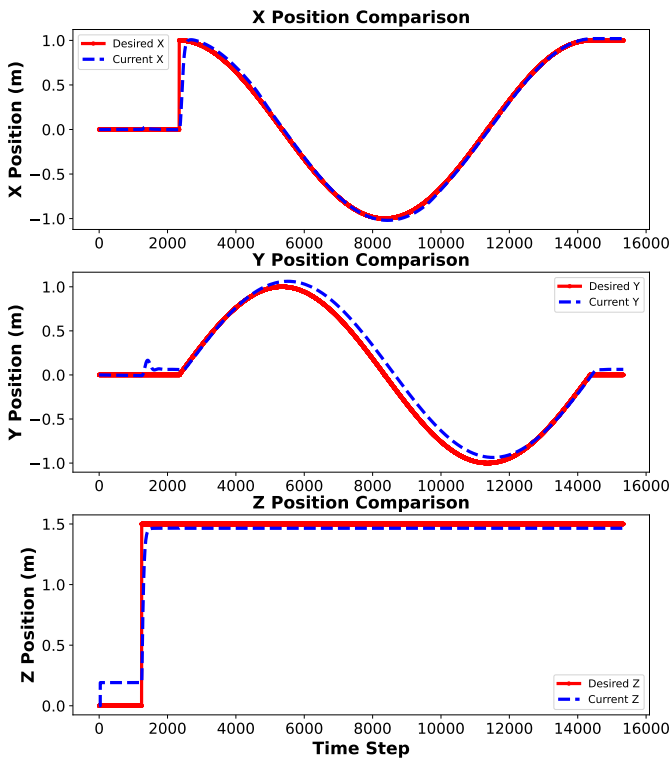 X Position Comparison
X Position (m)
1.0
0.5
0.0
−0.5
−1.0
Desired X
Current X
0 2000 4000 6000 8000 10000 12000 14000 16000
Y Position Comparison
Y Position (m)
1.0
0.5
0.0
−0.5
−1.0
Desired Y
Current Y
0 2000 4000 6000 8000 10000 12000 14000 16000
Z Position Comparison
Z Position (m)
1.5
1.0
0.5
0.0
Desired Z
Current Z
0 2000 4000 6000 8000 10000 12000 14000 16000
Time Step